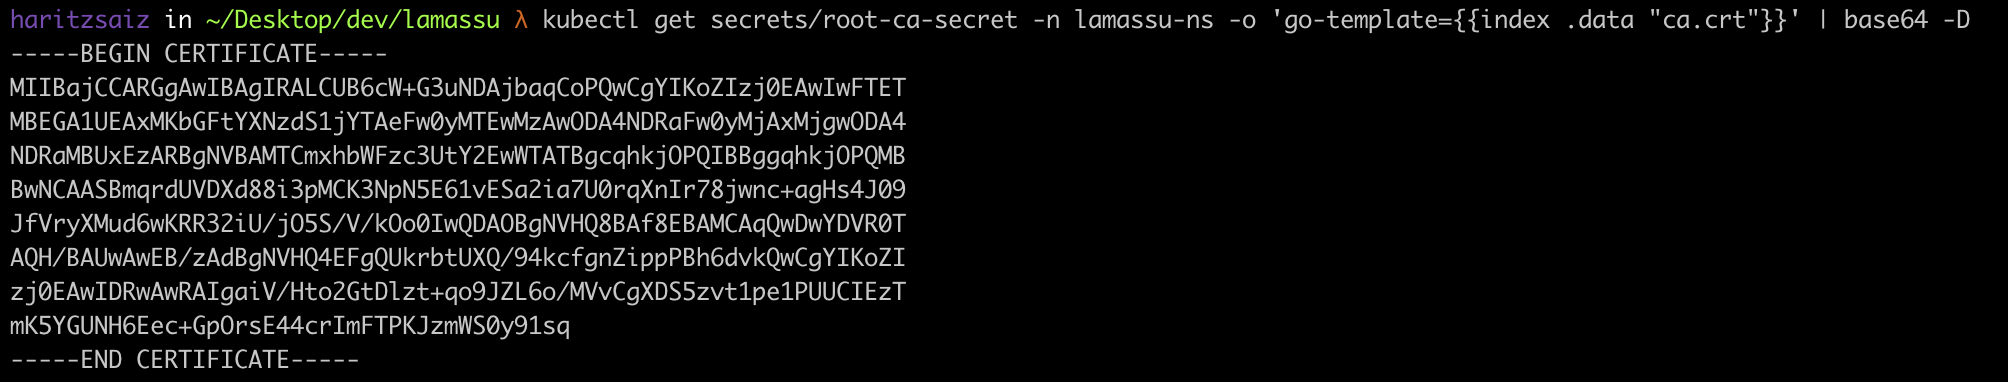 haritzsaiz in ~/Desktop/dev/lamassu λ kubectl get secrets/root-ca-secret -n lamassu-ns -o 'go-template={{index .data "ca.crt"}}' | base64 -D
-----BEGIN CERTIFICATE-----
MIIBajCCARGgAwIBAgIRALCUB6cW+G3uNDAjbaqCoPQwCgYIKoZIzj0EAwIwFTET
MBEGA1UEAxMKbGFtYXNzdS1jYTAeFw0yMTEwMzAwODA4NDRaFw0yMjAxMjgwODA4
NDRaMBUxEzARBgNVBAMTCmxhbWFzc3UtY2EwWTATBgcqhkjOPQIBBggqhkjOPQMB
BwNCAASBmqrdUVDXd88i3pMCK3NpN5E61vESa2ia7U0rqXnIr78jwnc+agHs4J09
JfVryXMud6wKRR32iU/jO5S/V/kOo0IwQDAOBgNVHQ8BAf8EBAMCAqQwDwYDVR0T
AQH/BAUwAwEB/zAdBgNVHQ4EFgQUkrbtUXQ/94kcfgnZippPBh6dvkQwCgYIKoZI
zj0EAwIDRwAwRAIgaiV/Hto2GtDlzt+qo9JZL6o/MVvCgXDS5zvt1pe1PUUCIEzT
mK5YGUNH6Eec+GpOrsE44crImFTPKJzmWS0y91sq
-----END CERTIFICATE-----